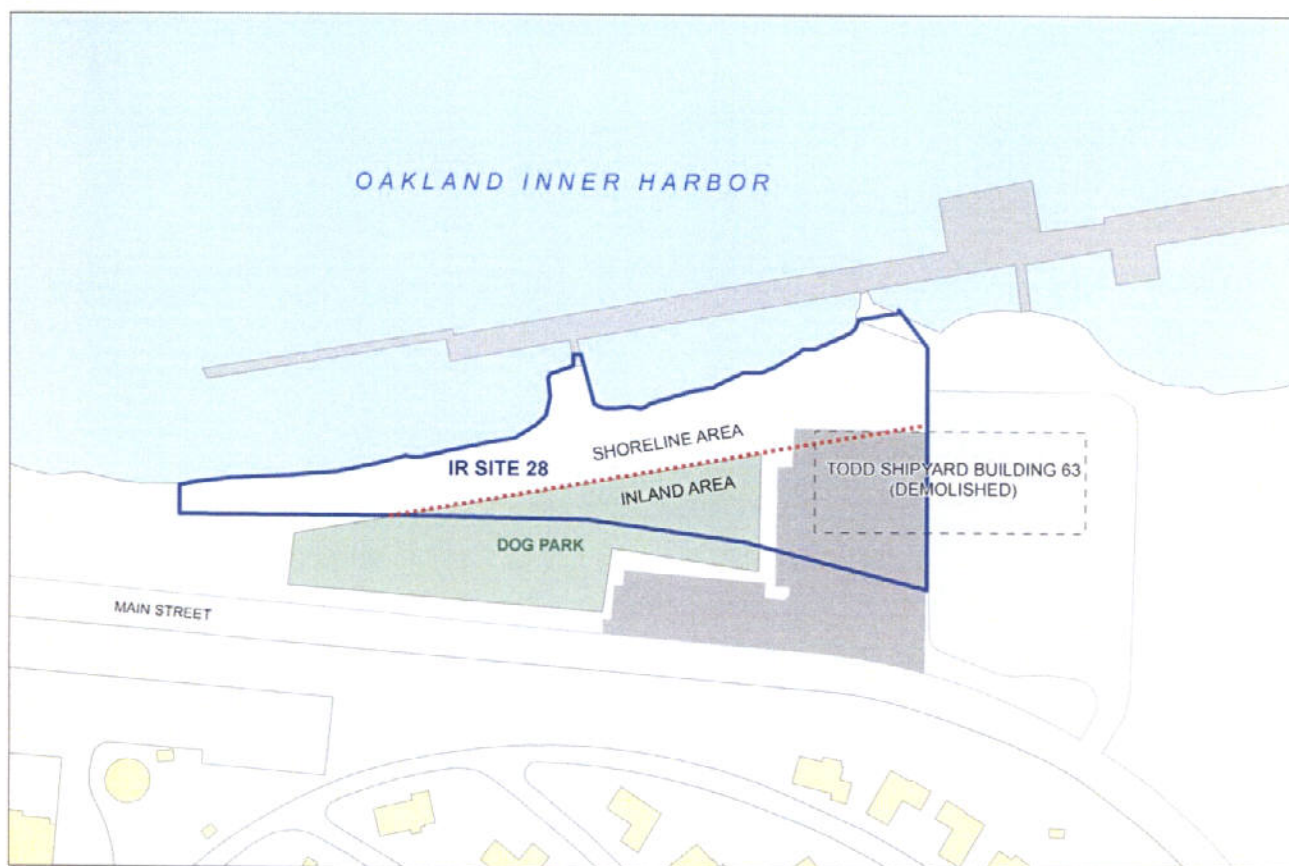 OAKLAND INNER HARBOR
SHORELINE AREA
IR SITE 28
TODD SHIPYARD BUILDING 63
(DEMOLISHED)
INLAND AREA
DOG PARK
MAIN STREET